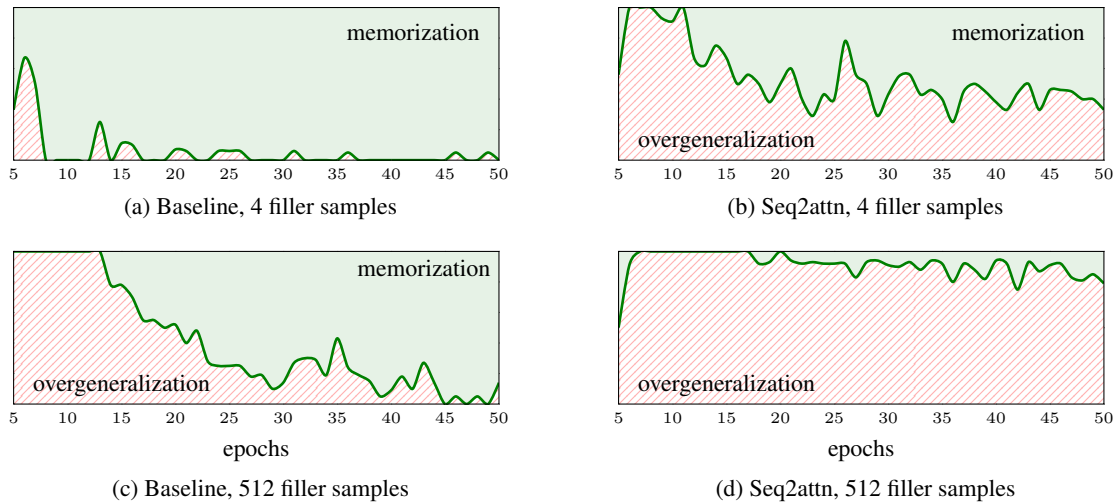 memorization
5 10 15 20 25 30 35 40 45 50
(a) Baseline, 4 filler samples
memorization
overgeneralization
5 10 15 20 25 30 35 40 45 50
(b) Seq2attn, 4 filler samples
memorization
overgeneralization
5 10 15 20 25 30 35 40 45 50
epochs
(c) Baseline, 512 filler samples
overgeneralization
5 10 15 20 25 30 35 40 45 50
epochs
(d) Seq2attn, 512 filler samples